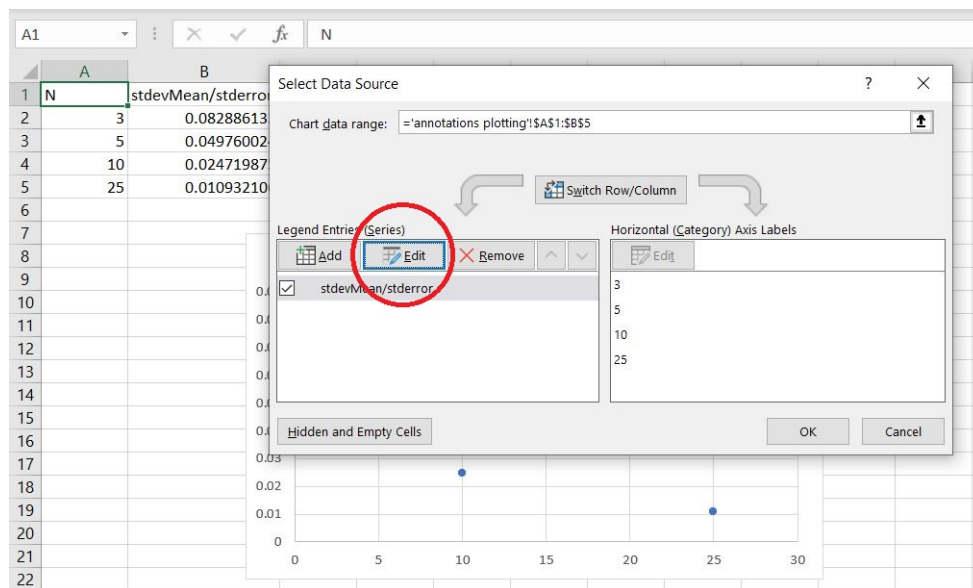 A1 fx N
A B
1 N stdevMean/stderror
2 3 0.08288613
3 5 0.04976002
4 10 0.02471987
5 25 0.01093210
6
7
8
9
10
11
12
13
14
15
16
17
18
19
20
21
22
Select Data Source ? ×
Chart data range: ='annotations plotting'!$A$1:$B$5
Switch Row/Column
Legend Entries (Series)
Add Edit Remove
stdevMean/stderror
Horizontal (Category) Axis Labels
Edit
3
5
10
25
Hidden and Empty Cells
OK Cancel
0.03
0.02
0.01
0
0 5 10 15 20 25 30